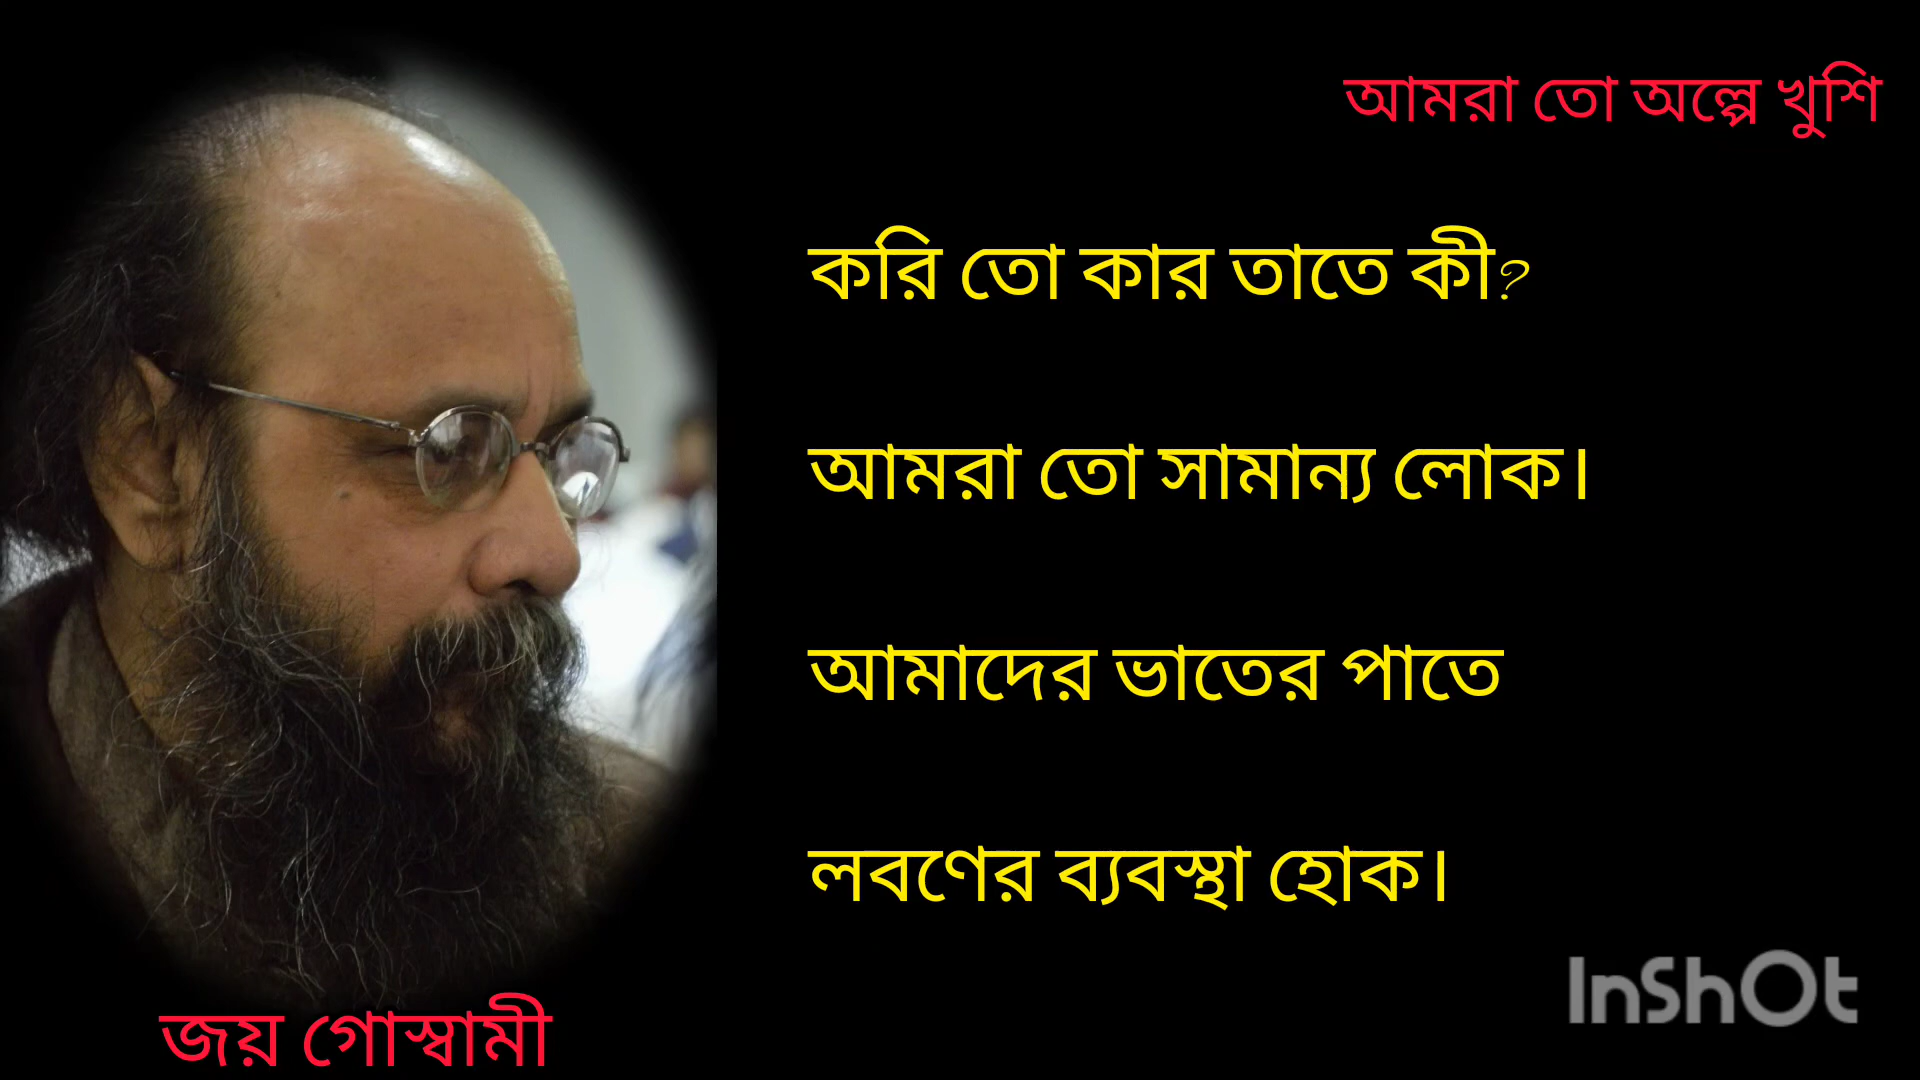 আমরা তো অল্পে খুশি
করি তো কার তাতে কী?
আমরা তো সামান্য লোক।
আমাদের ভাতের পাতে
লবণের ব্যবস্থা হোক।
জয় গোস্বামী
InShOt